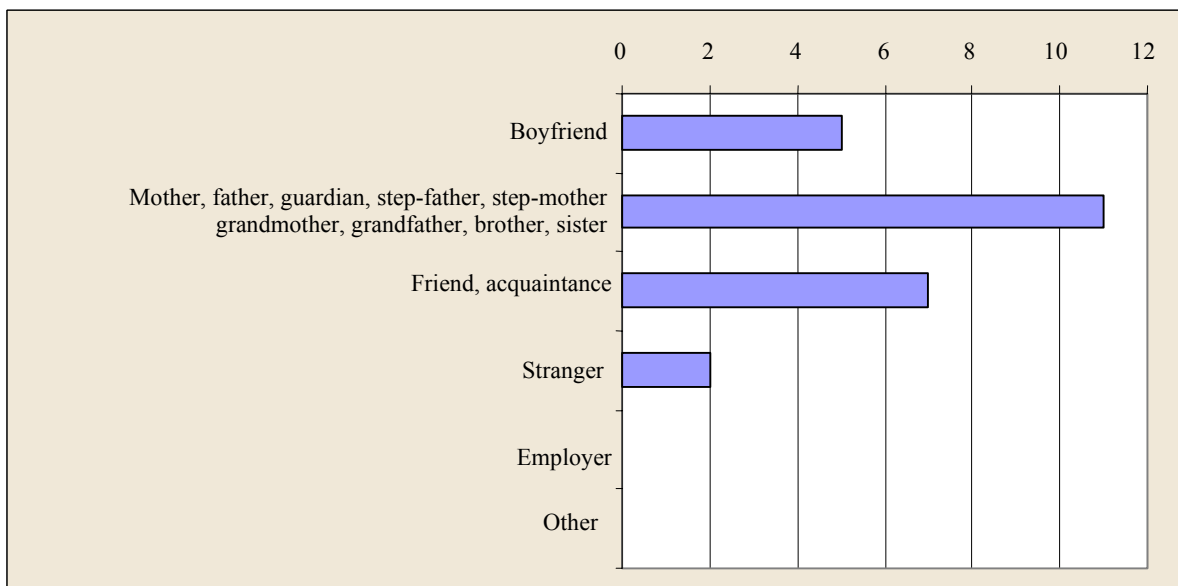 0 2 4 6 8 10 12
Boyfriend
Mother, father, guardian, step-father, step-mother
grandmother, grandfather, brother, sister
Friend, acquaintance
Stranger
Employer
Other